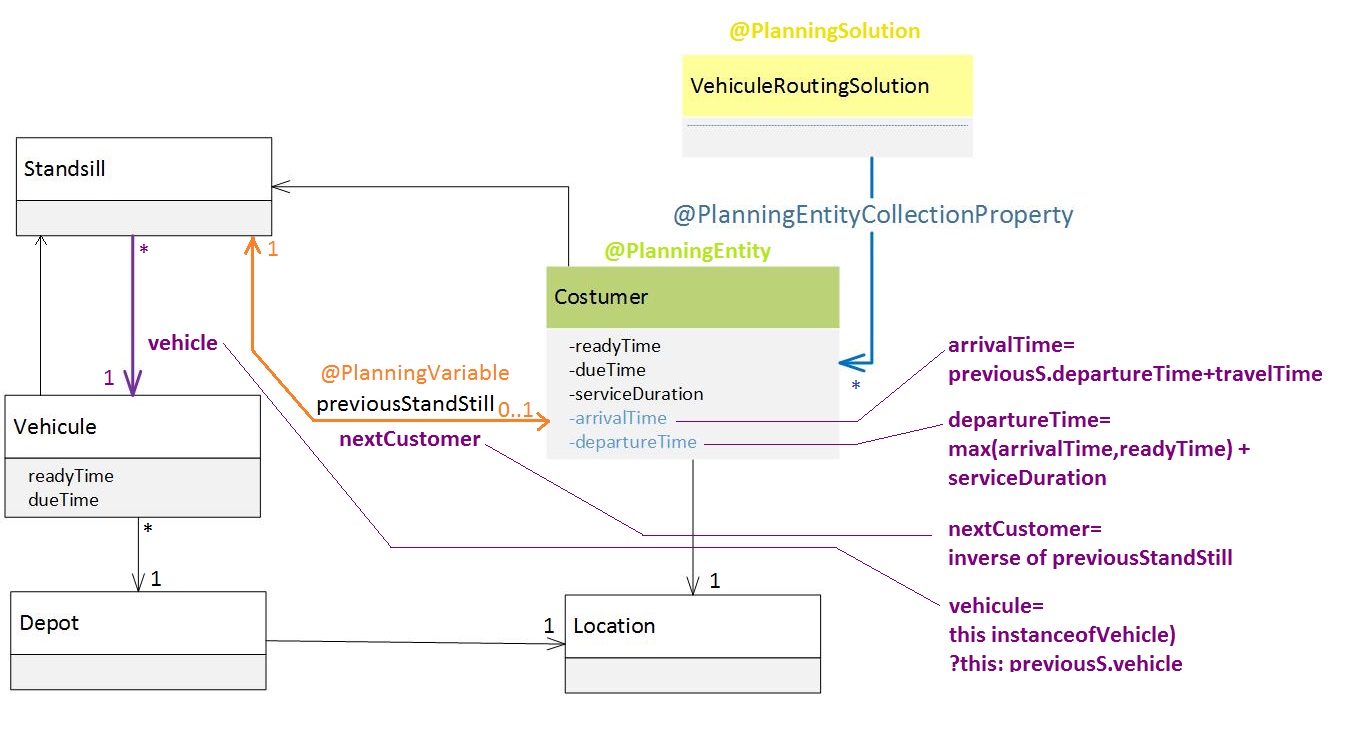 @PlanningSolution
VehiculeRoutingSolution
Standsill
@PlanningEntityCollectionProperty
*
1
@PlanningEntity
Costumer
-readyTime
-dueTime
-serviceDuration
-arrivalTime
-departureTime
*
vehicle
1
@PlanningVariable
previousStandStill
0..1
nextCustomer
arrivalTime=
previousS.departureTime+travelTime
departureTime=
max(arrivalTime,readyTime) +
serviceDuration
nextCustomer=
inverse of previousStandStill
vehicule=
this instanceofVehicle)
?this: previousS.vehicle
Vehicule
readyTime
dueTime
*
1
Depot
1
1
Location